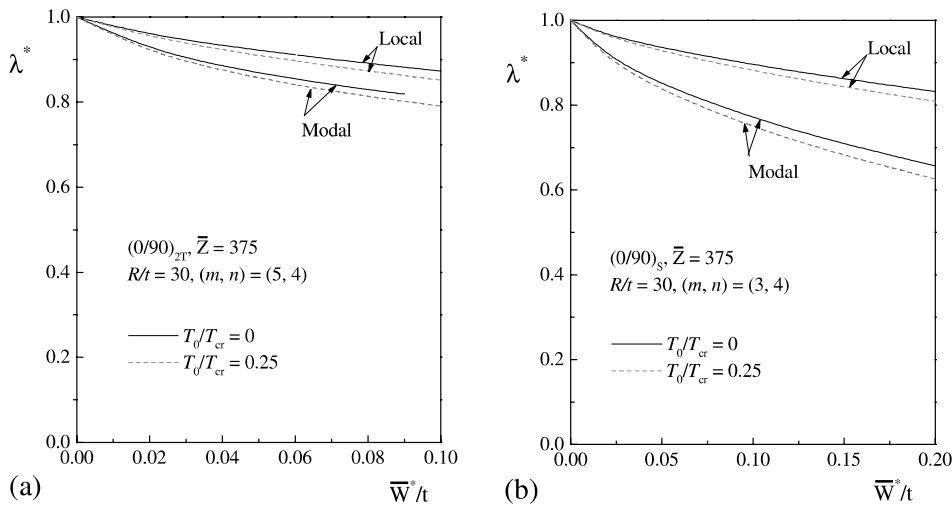 1.0
λ*
0.8
0.6
0.4
0.2
0.0
Local
Modal
(0/90)2T, Z̅ = 375
R/t = 30, (m, n) = (5, 4)
T0/Tcr = 0
T0/Tcr = 0.25
0.00 0.02 0.04 0.06 0.08 0.10
(a)
W̅*/t
1.0
λ*
0.8
0.6
0.4
0.2
0.0
Local
Modal
(0/90)S, Z̅ = 375
R/t = 30, (m, n) = (3, 4)
T0/Tcr = 0
T0/Tcr = 0.25
0.00 0.05 0.10 0.15 0.20
(b)
W̅*/t